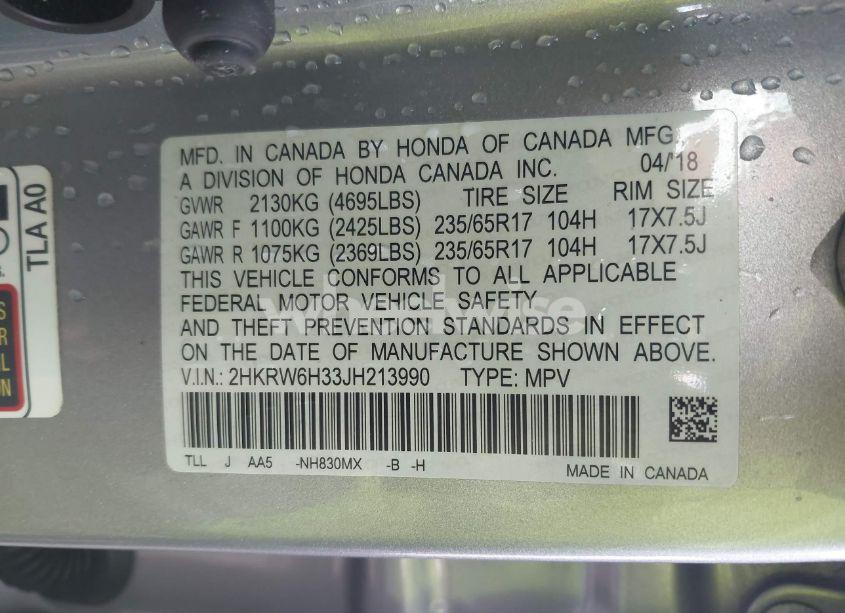 MFD. IN CANADA BY HONDA OF CANADA MFG.
A DIVISION OF HONDA CANADA INC. 04/'18
GVWR 2130KG (4695LBS) TIRE SIZE RIM SIZE
GAWR F 1100KG (2425LBS) 235/65R17 104H 17X7.5J
GAWR R 1075KG (2369LBS) 235/65R17 104H 17X7.5J
THIS VEHICLE CONFORMS TO ALL APPLICABLE
FEDERAL MOTOR VEHICLE SAFETY
AND THEFT PREVENTION STANDARDS IN EFFECT
ON THE DATE OF MANUFACTURE SHOWN ABOVE.
V.I.N.: 2HKRW6H33JH213990 TYPE: MPV
TLL J AA5 -NH830MX -B -H
MADE IN CANADA
TLA A0